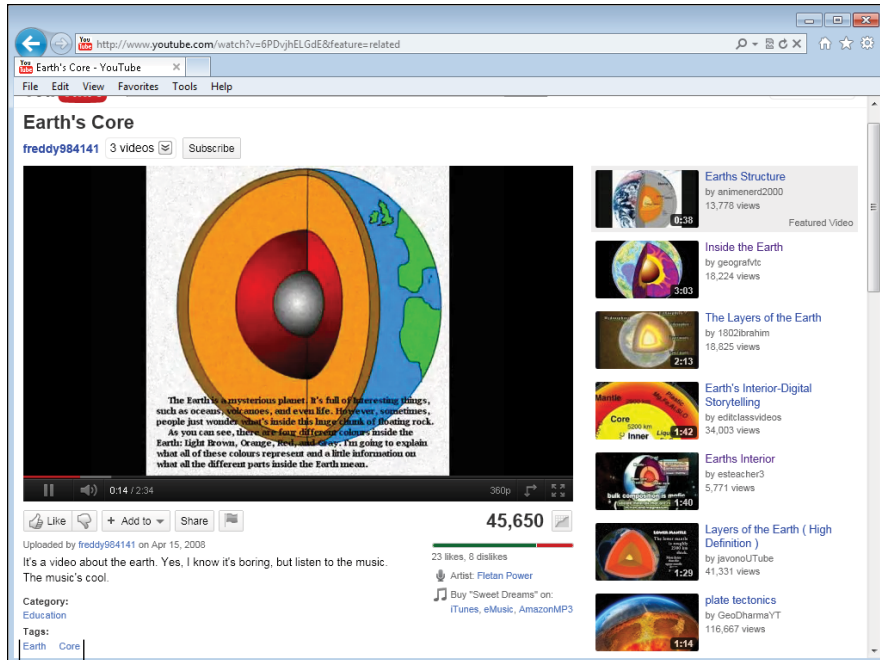 http://www.youtube.com/watch?v=6PDvjhELGdE&feature=related
Earth's Core - YouTube
File Edit View Favorites Tools Help
Earth's Core
freddy984141 3 videos Subscribe
The Earth is a mysterious planet. It's full of interesting things,
such as oceans, volcanoes, and even life. However, sometimes,
people just wonder what's inside this huge chunk of floating rock.
As you can see, there are four different colours inside the
Earth: Light Brown, Orange, Red, and Gray. I'm going to explain
what all of these colours represent and a little information on
what all the different parts inside the Earth mean.
0:14 / 2:34 360p
Like + Add to Share 45,650
Uploaded by freddy984141 on Apr 15, 2008
It's a video about the earth. Yes, I know it's boring, but listen to the music.
The music's cool.
Category:
Education
Tags:
Earth Core
23 likes, 8 dislikes
Artist: Fletan Power
Buy "Sweet Dreams" on:
iTunes, eMusic, AmazonMP3
0:38
Earths Structure
by animenerd2000
13,778 views
Featured Video
3:03
Inside the Earth
by geografvtc
18,224 views
2:13
The Layers of the Earth
by 1802ibrahim
18,825 views
Mantle
Core
5200 km
Inner
1:42
Earth's Interior-Digital
Storytelling
by editclassvideos
34,003 views
bulk composition is mafic
1:40
Earths Interior
by esteacher3
5,771 views
LOWER MANTLE
1:29
Layers of the Earth ( High
Definition )
by javonoUTube
41,331 views
1:14
plate tectonics
by GeoDharmaYT
116,667 views